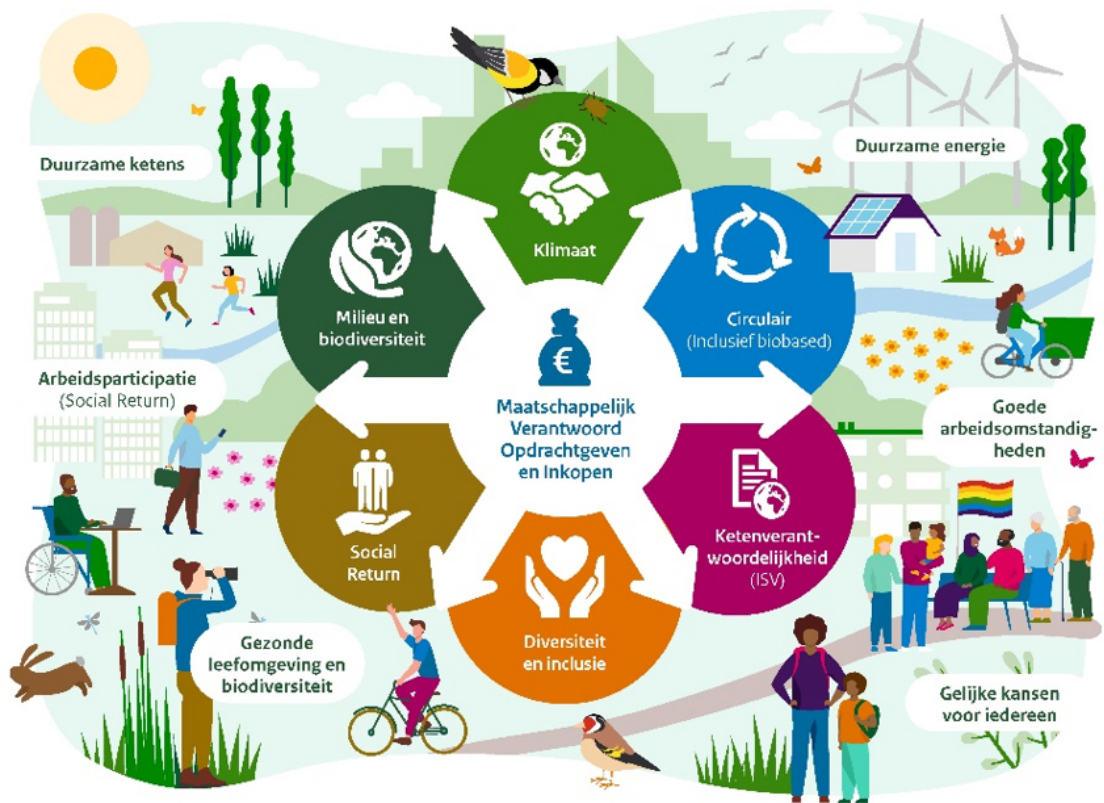 Duurzame ketens
Duurzame energie
Klimaat
Milieu en
biodiversiteit
Circulair
(Inclusief biobased)
€
Maatschappelijk
Verantwoord
Opdrachtgeven
en Inkopen
Arbeidsparticipatie
(Social Return)
Goede
arbeidsomstandig-
heden
Social
Return
Ketenverant-
woordelijkheid
(ISV)
Diversiteit
en inclusie
Gezonde
leefomgeving en
biodiversiteit
Gelijke kansen
voor iedereen